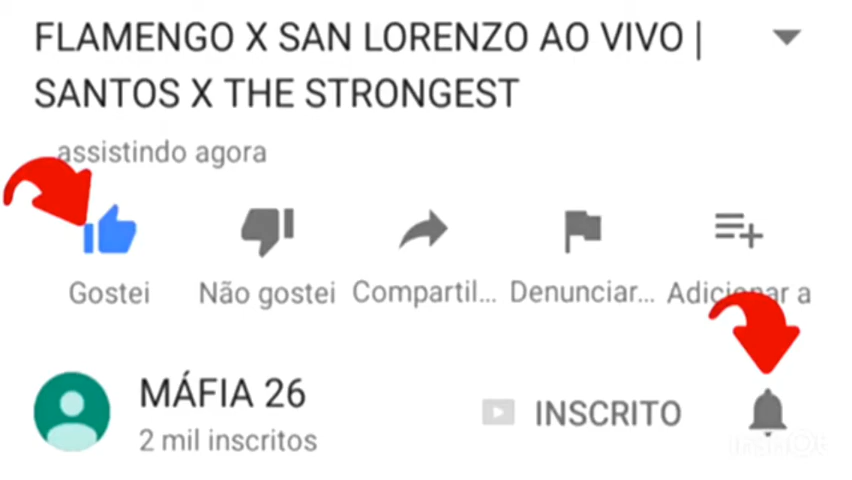 FLAMENGO X SAN LORENZO AO VIVO |
SANTOS X THE STRONGEST
assistindo agora
Gostei Não gostei Compartil... Denunciar... Adicionar a
MÁFIA 26
INSCRITO
2 mil inscritos